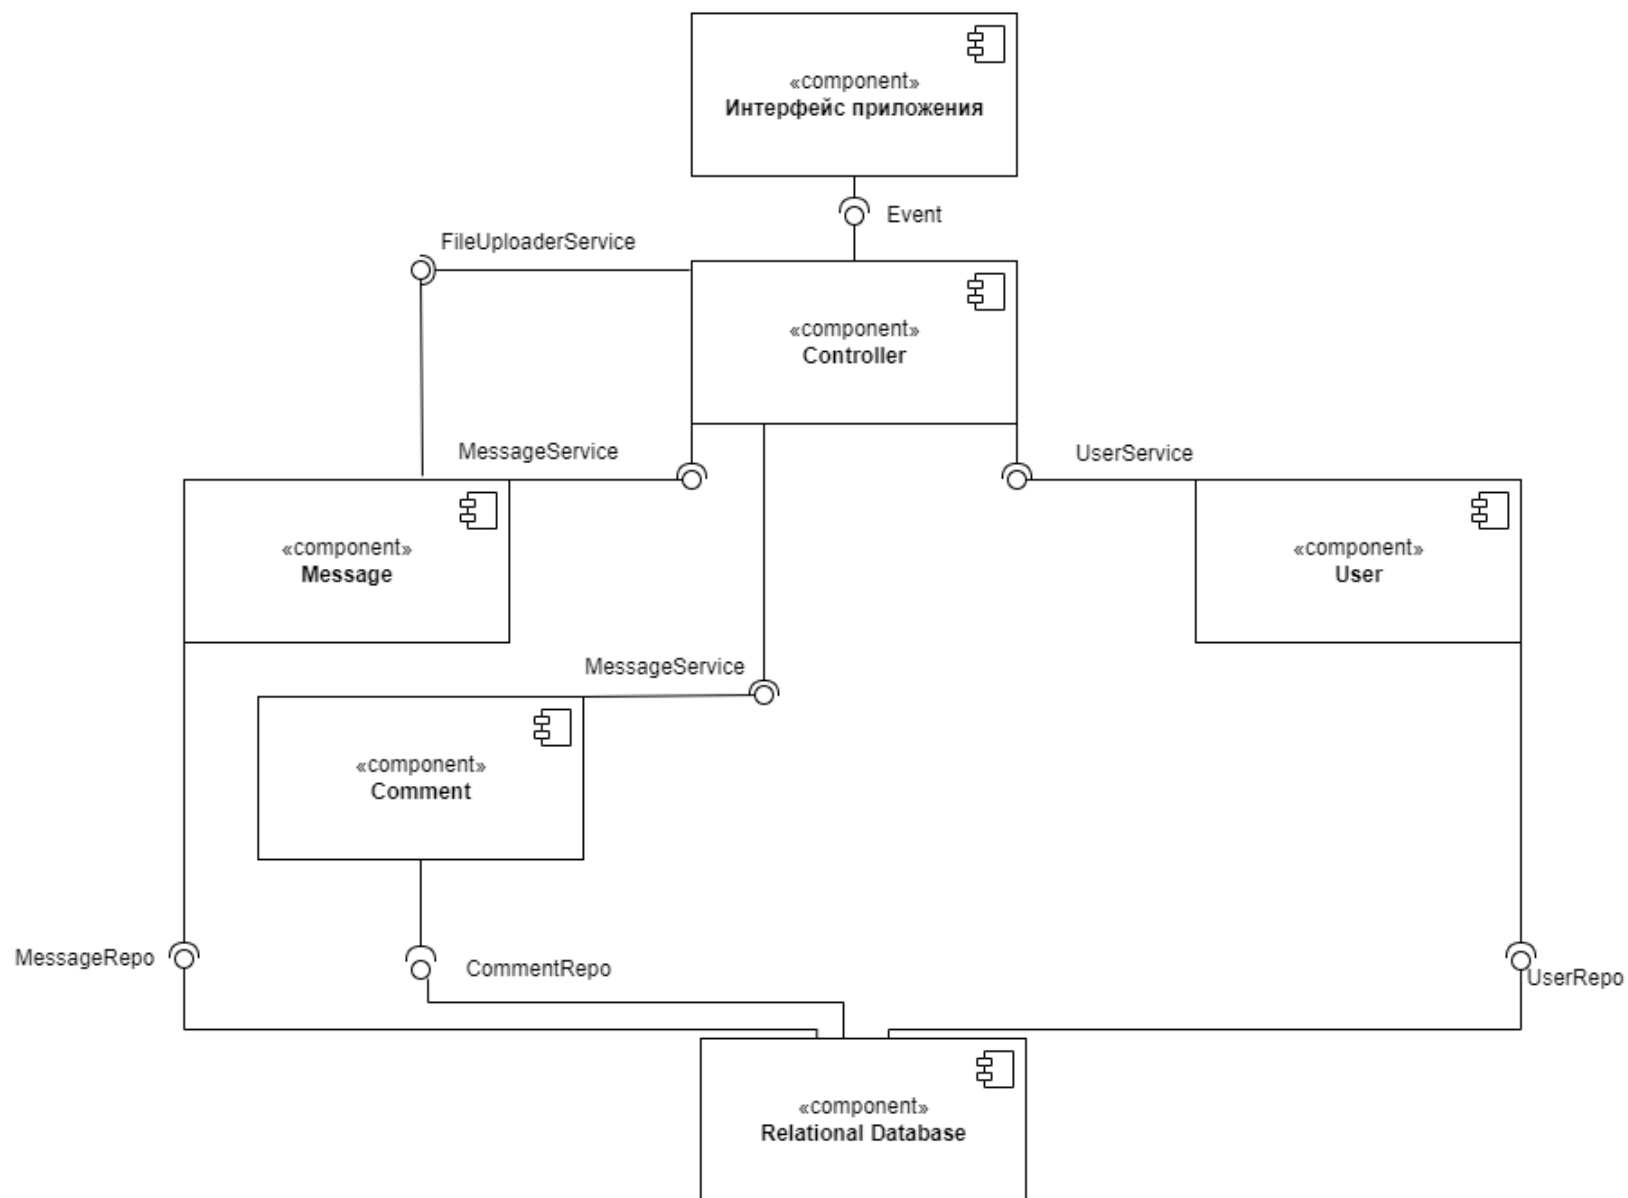 «component»
Интерфейс приложения
Event
FileUploaderService
«component»
Controller
MessageService
UserService
«component»
Message
«component»
User
MessageService
«component»
Comment
MessageRepo
CommentRepo
UserRepo
«component»
Relational Database